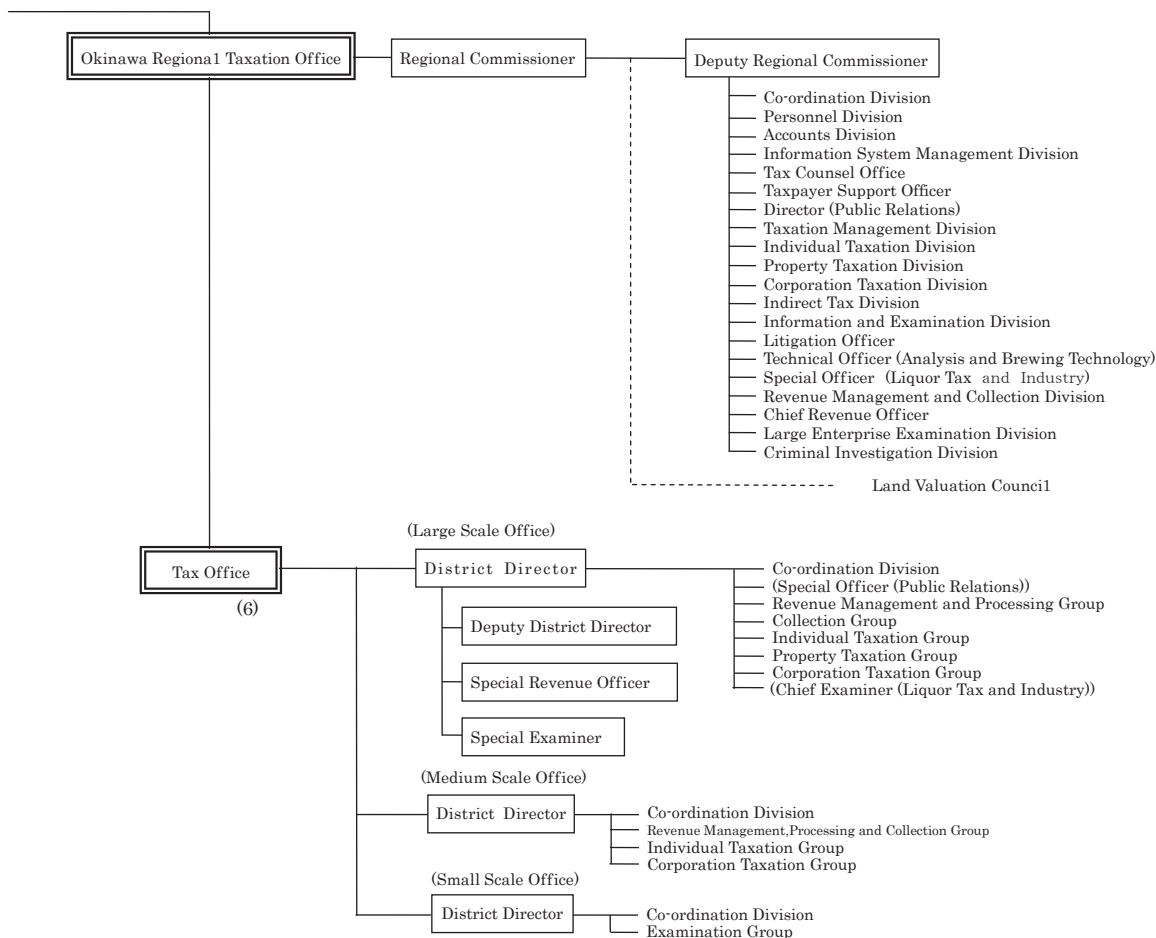 Okinawa Regiona1 Taxation Office
Regional Commissioner
Deputy Regional Commissioner
Co-ordination Division
Personnel Division
Accounts Division
Information System Management Division
Tax Counsel Office
Taxpayer Support Officer
Director (Public Relations)
Taxation Management Division
Individual Taxation Division
Property Taxation Division
Corporation Taxation Division
Indirect Tax Division
Information and Examination Division
Litigation Officer
Technical Officer (Analysis and Brewing Technology)
Special Officer (Liquor Tax and Industry)
Revenue Management and Collection Division
Chief Revenue Officer
Large Enterprise Examination Division
Criminal Investigation Division
Land Valuation Counci1
Tax Office
(6)
(Large Scale Office)
District Director
Deputy District Director
Special Revenue Officer
Special Examiner
Co-ordination Division
(Special Officer (Public Relations))
Revenue Management and Processing Group
Collection Group
Individual Taxation Group
Property Taxation Group
Corporation Taxation Group
(Chief Examiner (Liquor Tax and Industry))
(Medium Scale Office)
District Director
Co-ordination Division
Revenue Management,Processing and Collection Group
Individual Taxation Group
Corporation Taxation Group
(Small Scale Office)
District Director
Co-ordination Division
Examination Group